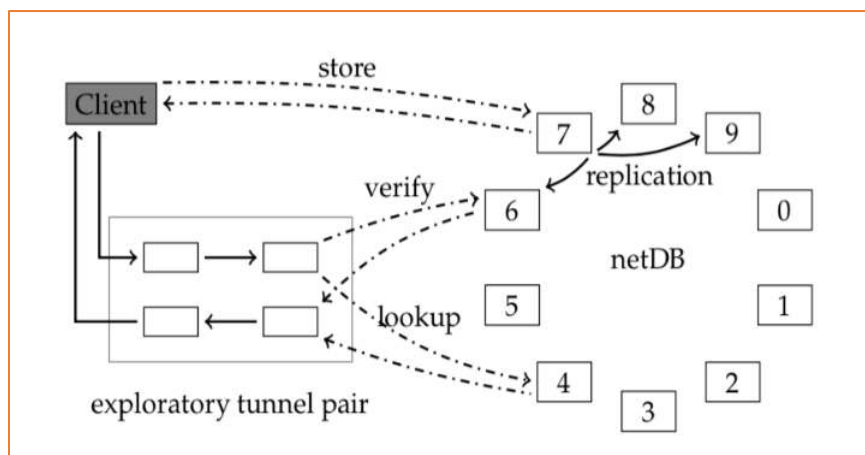 store
Client
8
7
9
replication
verify
6
0
netDB
5
1
lookup
4
2
3
exploratory tunnel pair